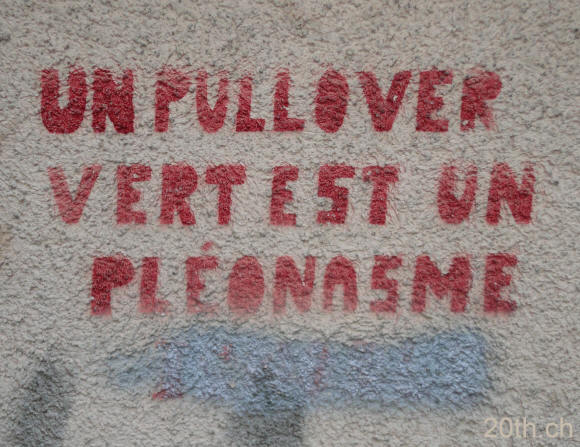 UN PULLOVER
VERT EST UN
PLÉONASME
20th.ch